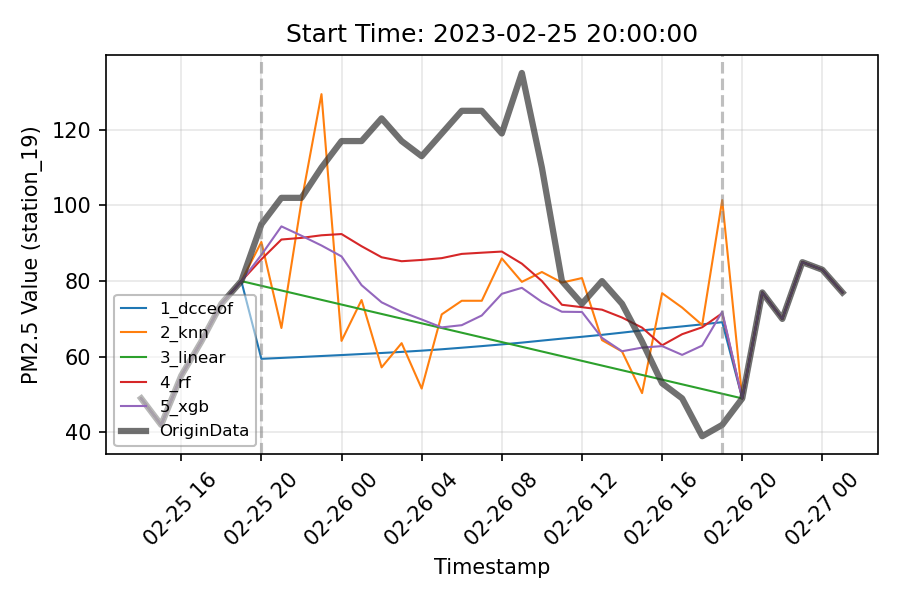 Start Time: 2023-02-25 20:00:00
PM2.5 Value (station_19)
120
100
80
60
40
1_dcceof
2_knn
3_linear
4_rf
5_xgb
OriginData
02-25 16
02-25 20
02-26 00
02-26 04
02-26 08
02-26 12
02-26 16
02-26 20
02-27 00
Timestamp